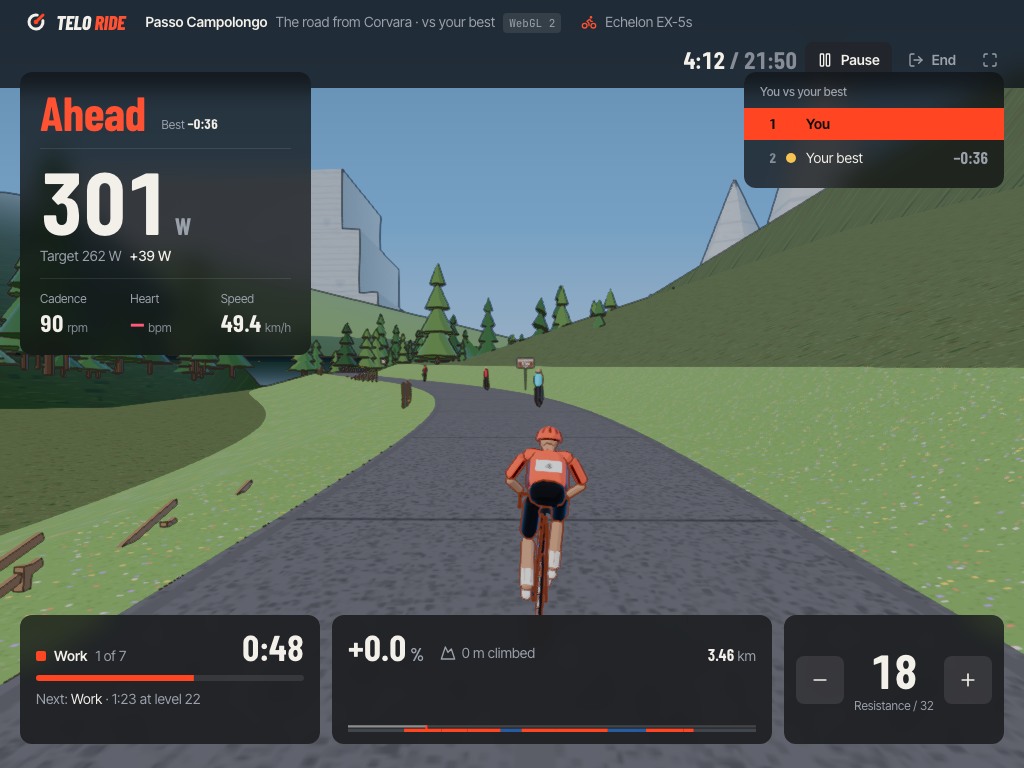 TELO RIDE Passo Campolongo The road from Corvara · vs your best WebGL 2 Echelon EX-5s
4:12 / 21:50 Pause End
Ahead Best −0:36
301 W
Target 262 W +39 W
Cadence Heart Speed
90 rpm – bpm 49.4 km/h
You vs your best
1 You
2 Your best −0:36
Work 1 of 7 0:48
Next: Work · 1:23 at level 22
+0.0 % 0 m climbed 3.46 km
− 18 +
Resistance / 32